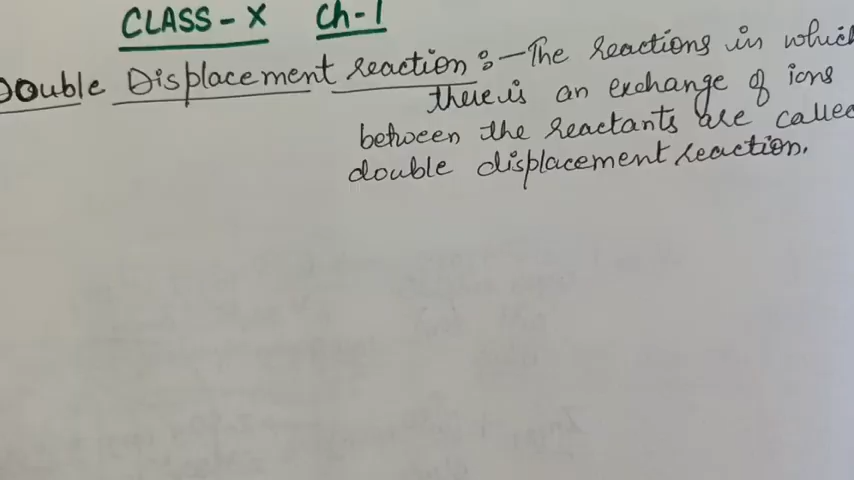 CLASS - X Ch-1
Double Displacement reaction :- The reactions in which
there is an exchange of ions
between the reactants are called
double displacement reaction.